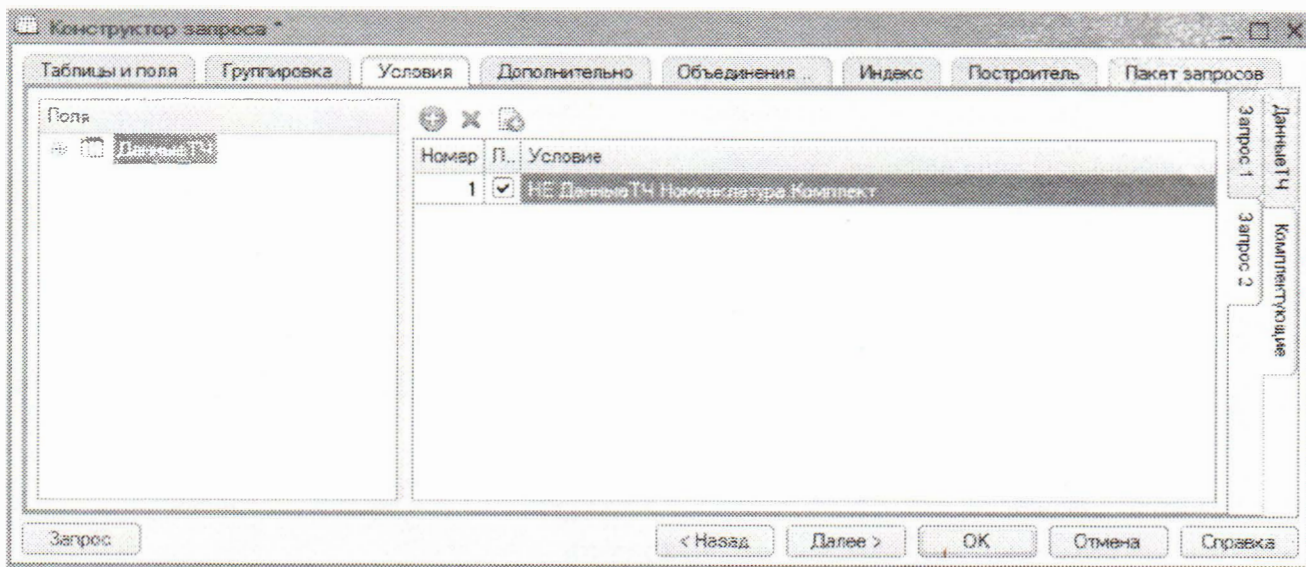 Конструктор запроса *
Таблицы и поля Группировка Условия Дополнительно Объединения .. Индекс Построитель Пакет запросов
Поля
ДанныеТЧ
Номер П.. Условие
1 НЕ ДанныеТЧ.Номенклатура.Комплект
Запрос 1
Запрос 2
ДанныеТЧ
Комплектующие
Запрос
< Назад Далее > OK Отмена Справка